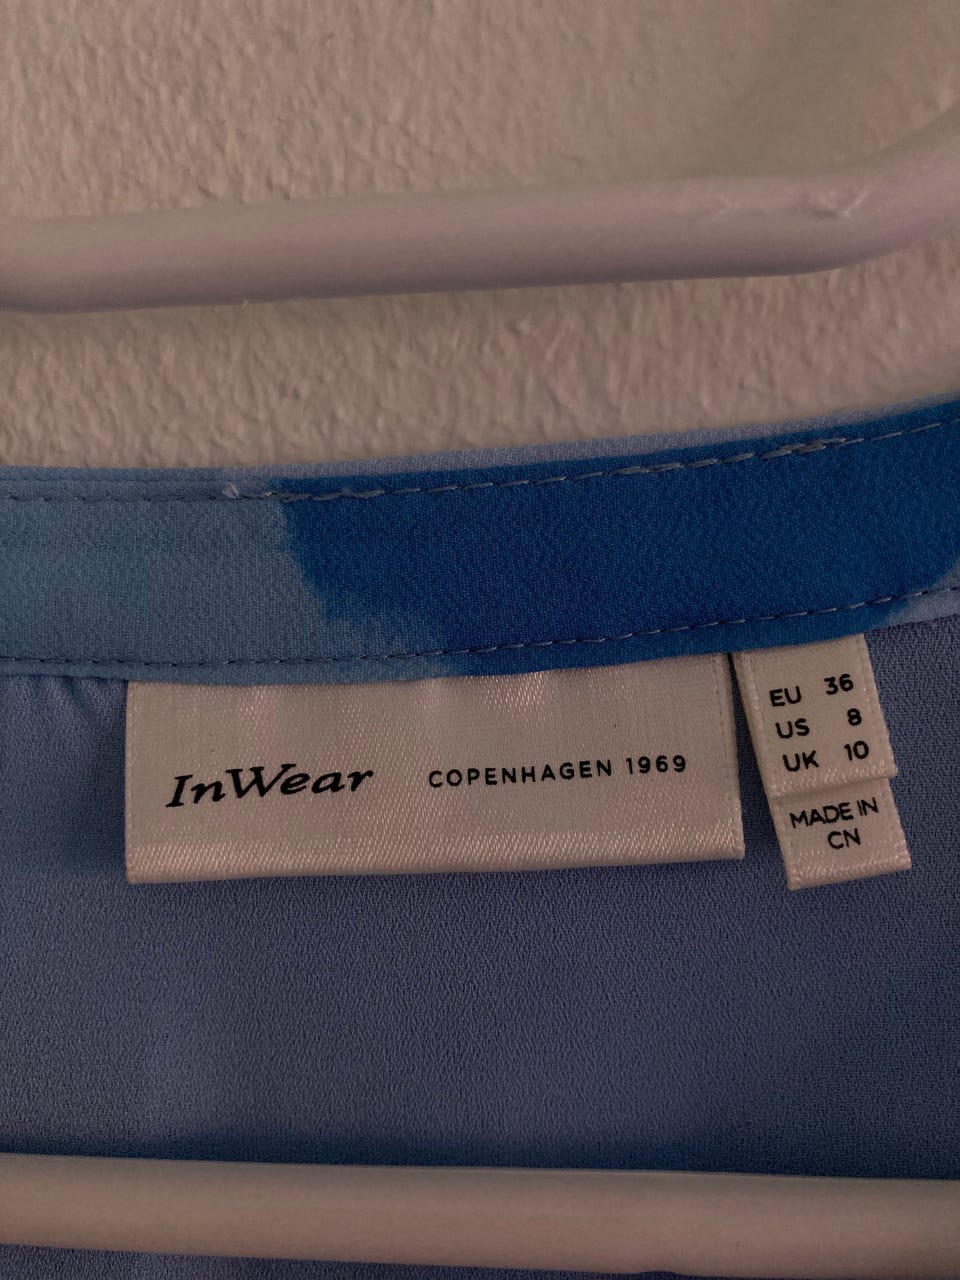 InWear COPENHAGEN 1969
EU 36
US 8
UK 10
MADE IN
CN